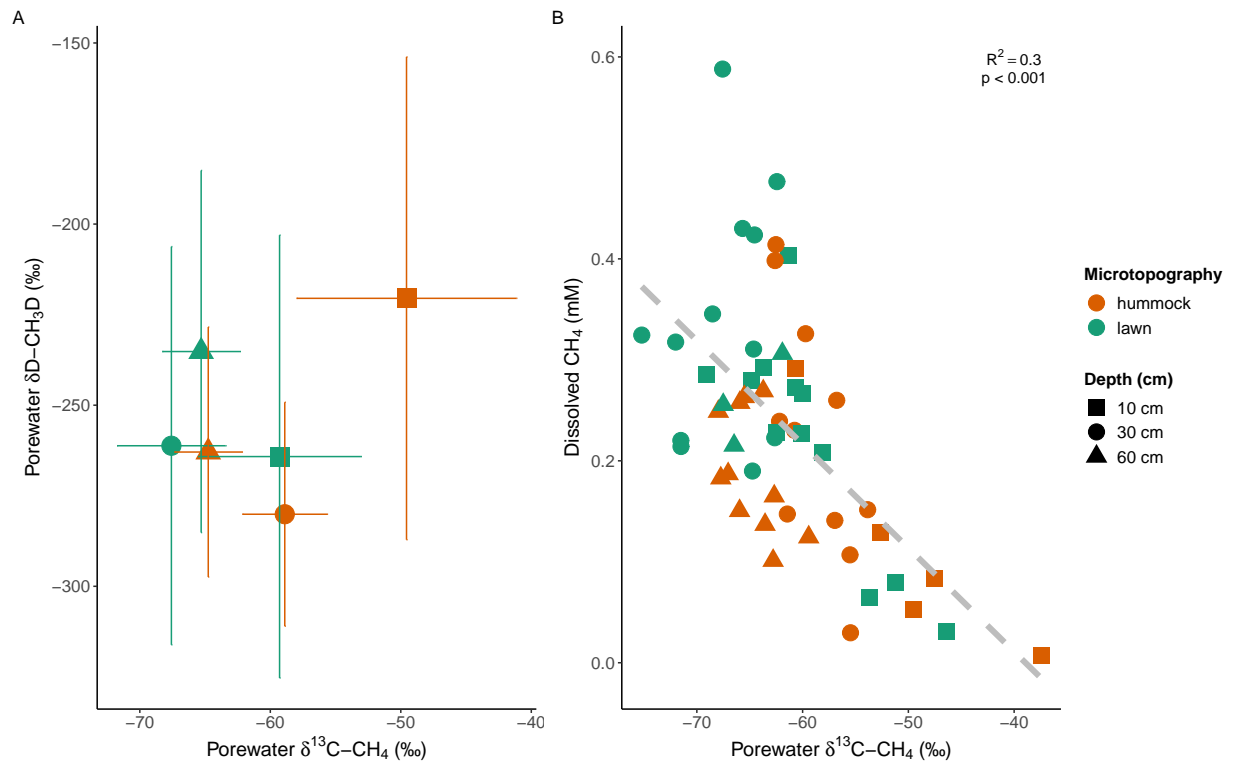 A
−150
−200
−250
−300
−70
−60
−50
−40
Porewater δD−CH₃D (‰)
Porewater δ¹³C−CH₄ (‰)
B
0.6
0.4
0.2
0.0
−70
−60
−50
−40
Dissolved CH₄ (mM)
Porewater δ¹³C−CH₄ (‰)
R² = 0.3
p < 0.001
Microtopography
hummock
lawn
Depth (cm)
10 cm
30 cm
60 cm